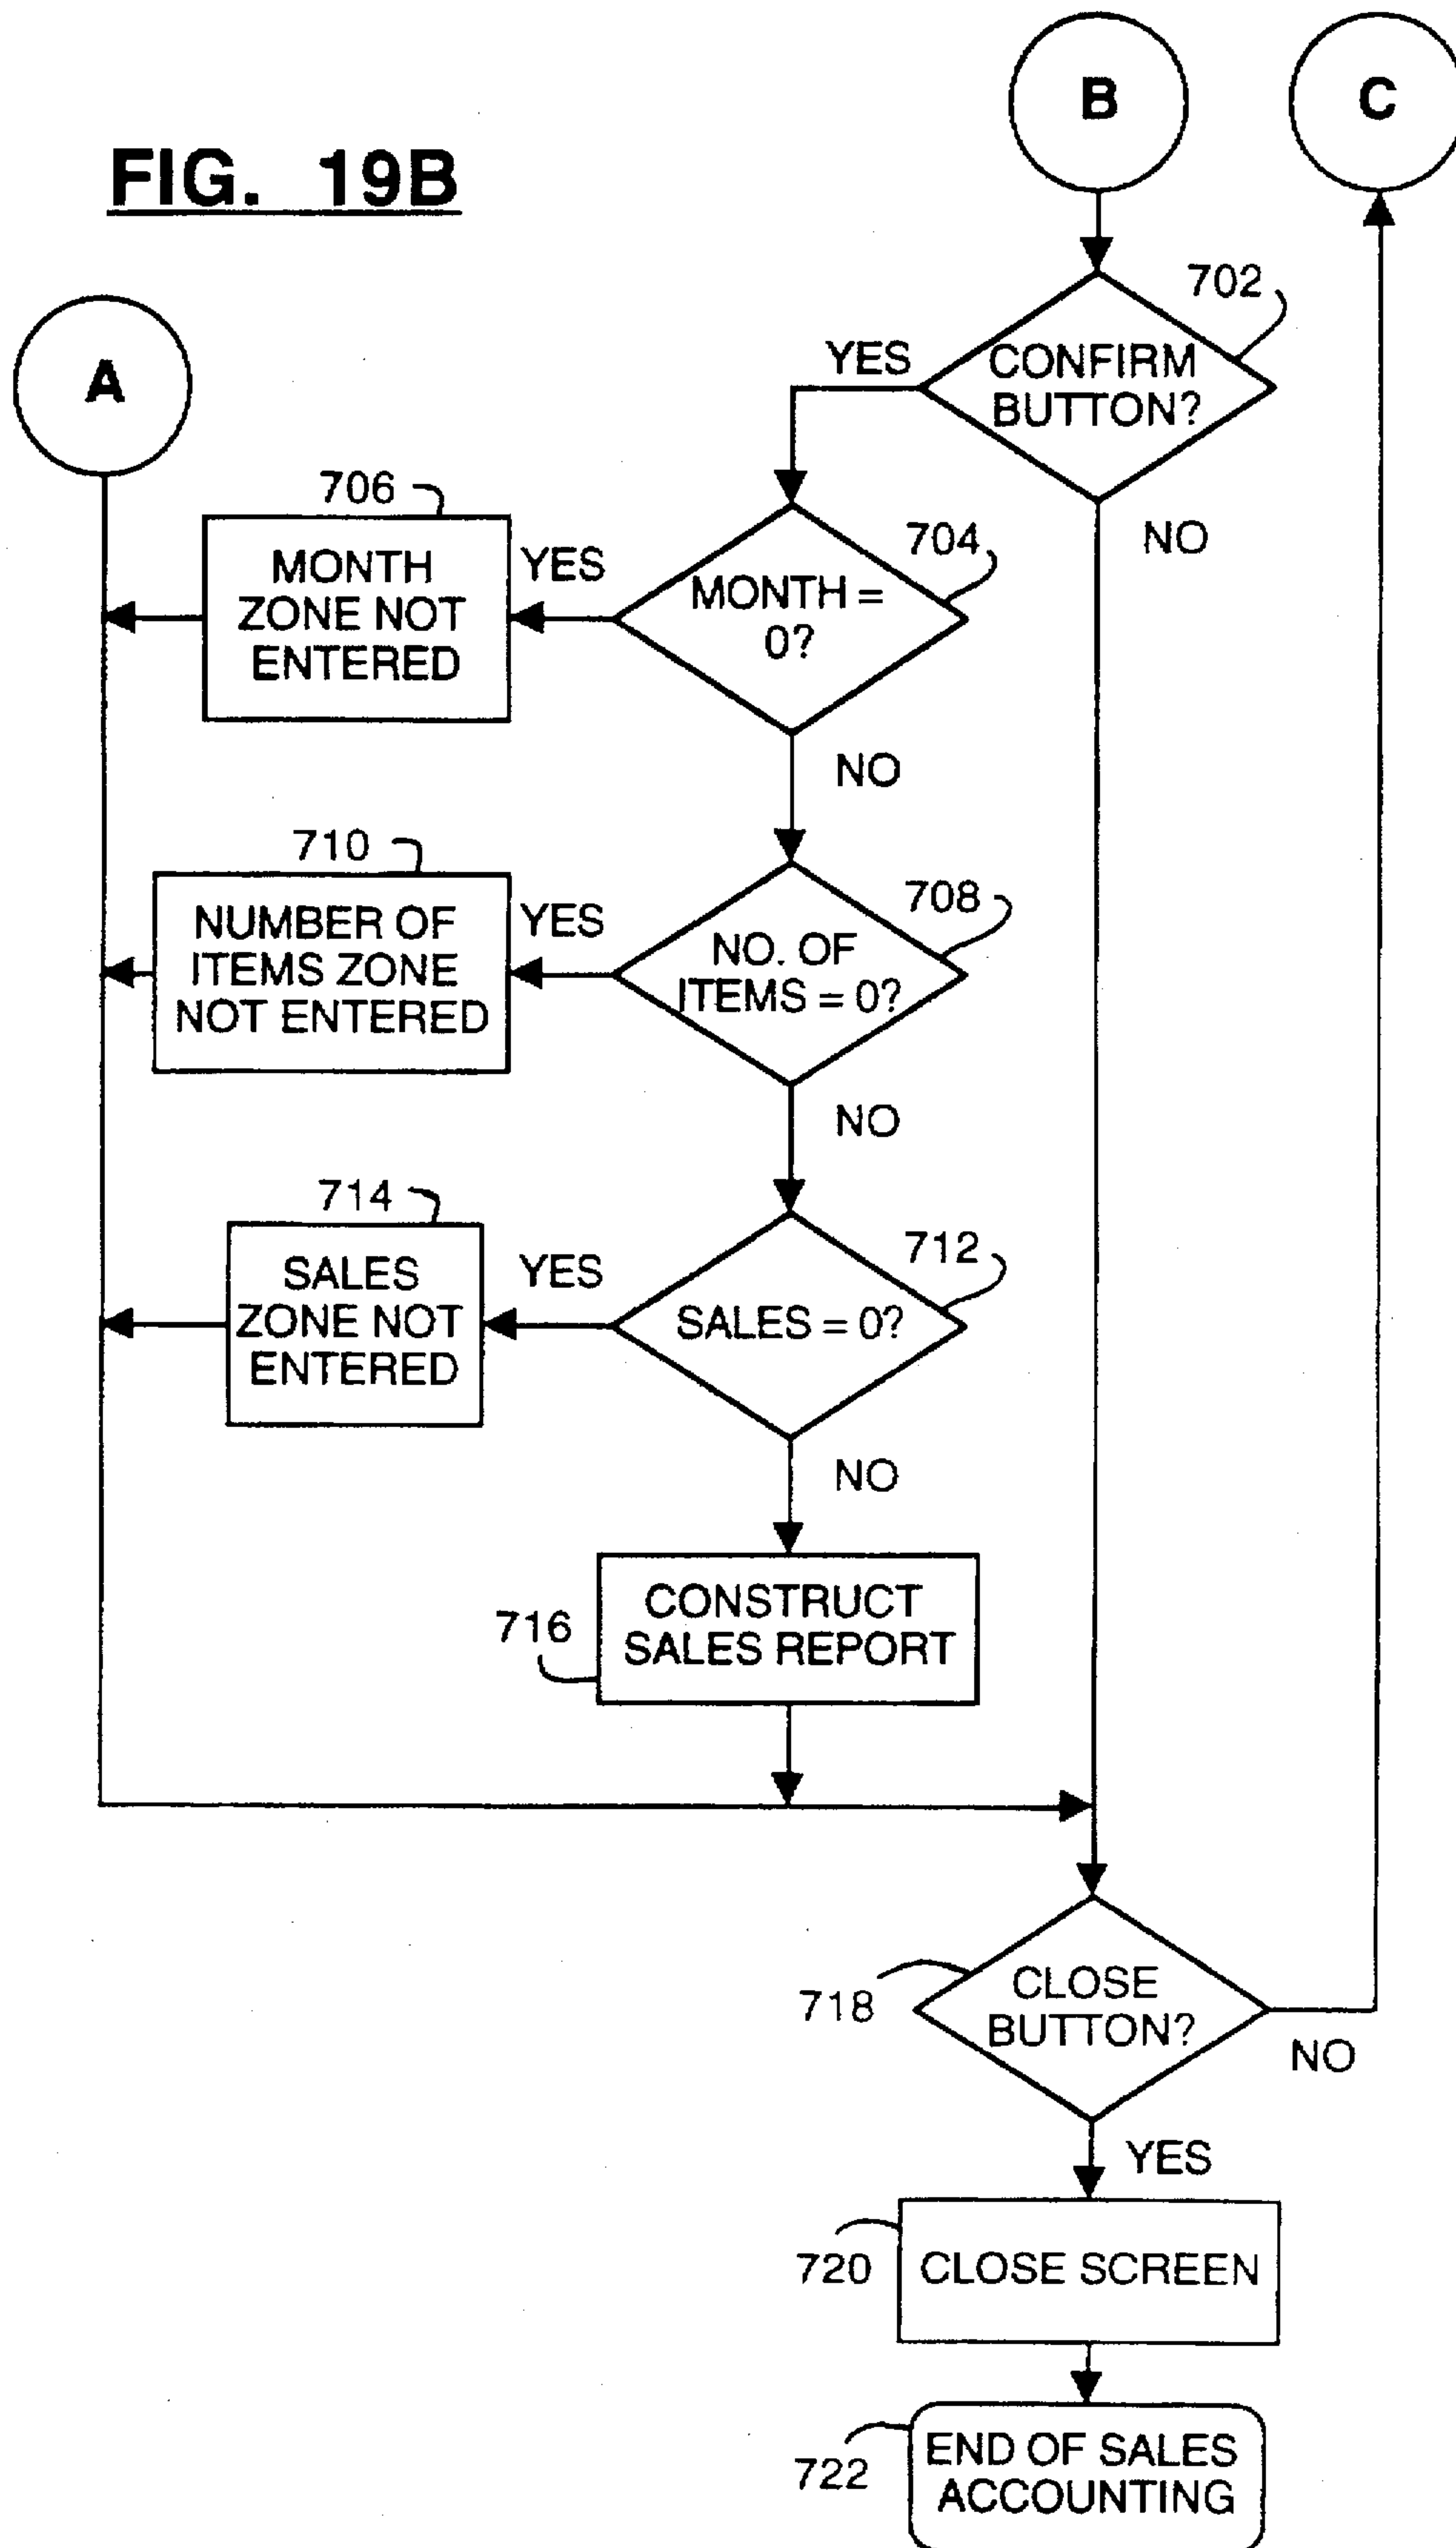 B
C
FIG. 19B
702
A
YES
CONFIRM
BUTTON?
706
NO
704
MONTH
ZONE NOT
ENTERED
YES
MONTH =
0?
NO
710
708
NUMBER OF
ITEMS ZONE
NOT ENTERED
YES
NO. OF
ITEMS = 0?
NO
714
712
SALES
ZONE NOT
ENTERED
YES
SALES = 0?
NO
716
CONSTRUCT
SALES REPORT
718
CLOSE
BUTTON?
NO
YES
720
CLOSE SCREEN
722
END OF SALES
ACCOUNTING